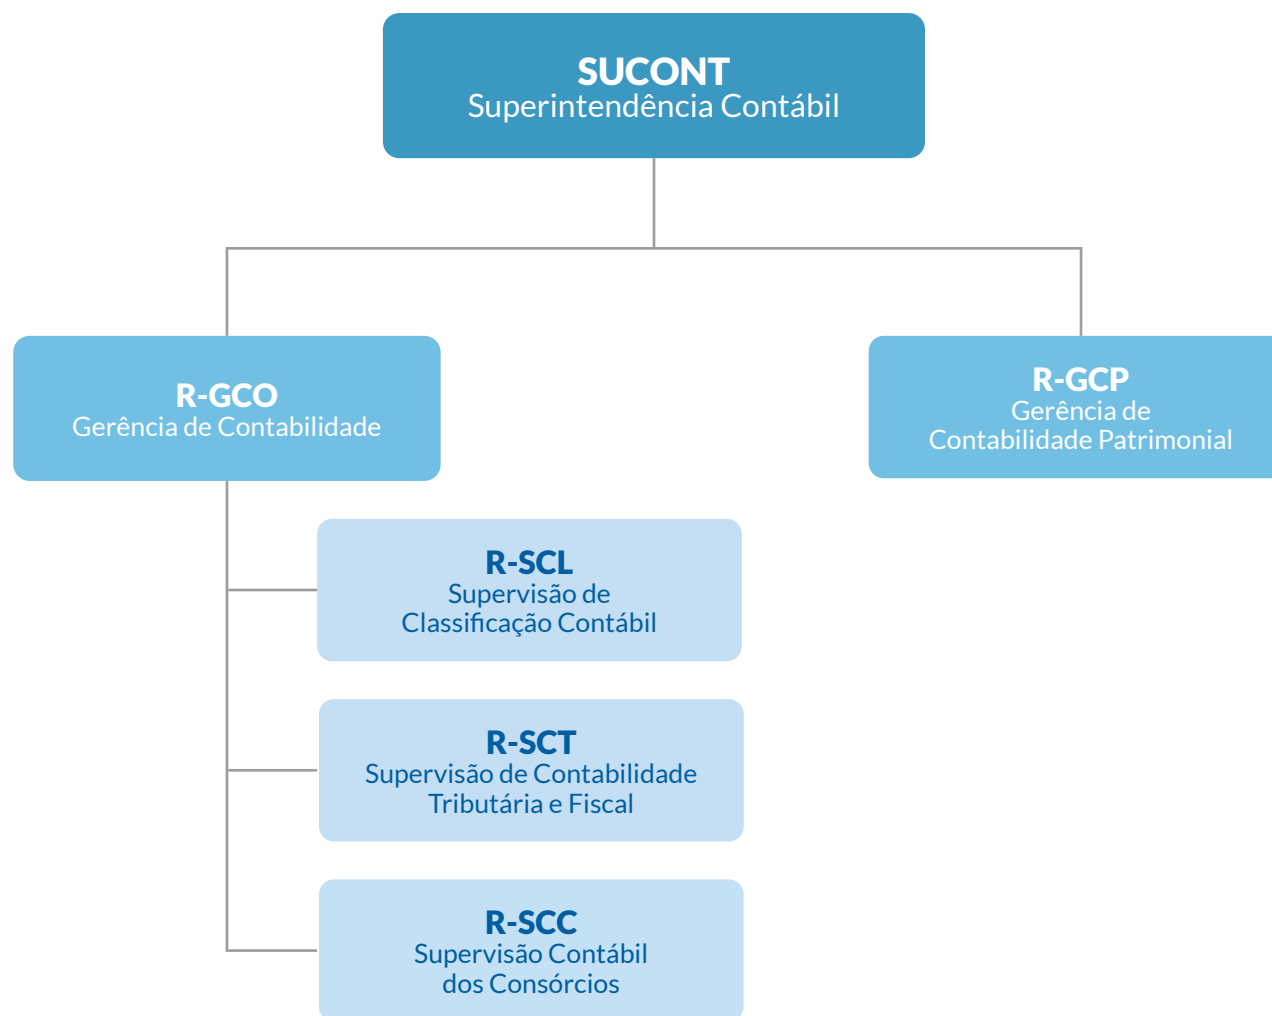 SUCONT
Superintendência Contábil
R-GCO
Gerência de Contabilidade
R-GCP
Gerência de
Contabilidade Patrimonial
R-SCL
Supervisão de
Classificação Contábil
R-SCT
Supervisão de Contabilidade
Tributária e Fiscal
R-SCC
Supervisão Contábil
dos Consórcios